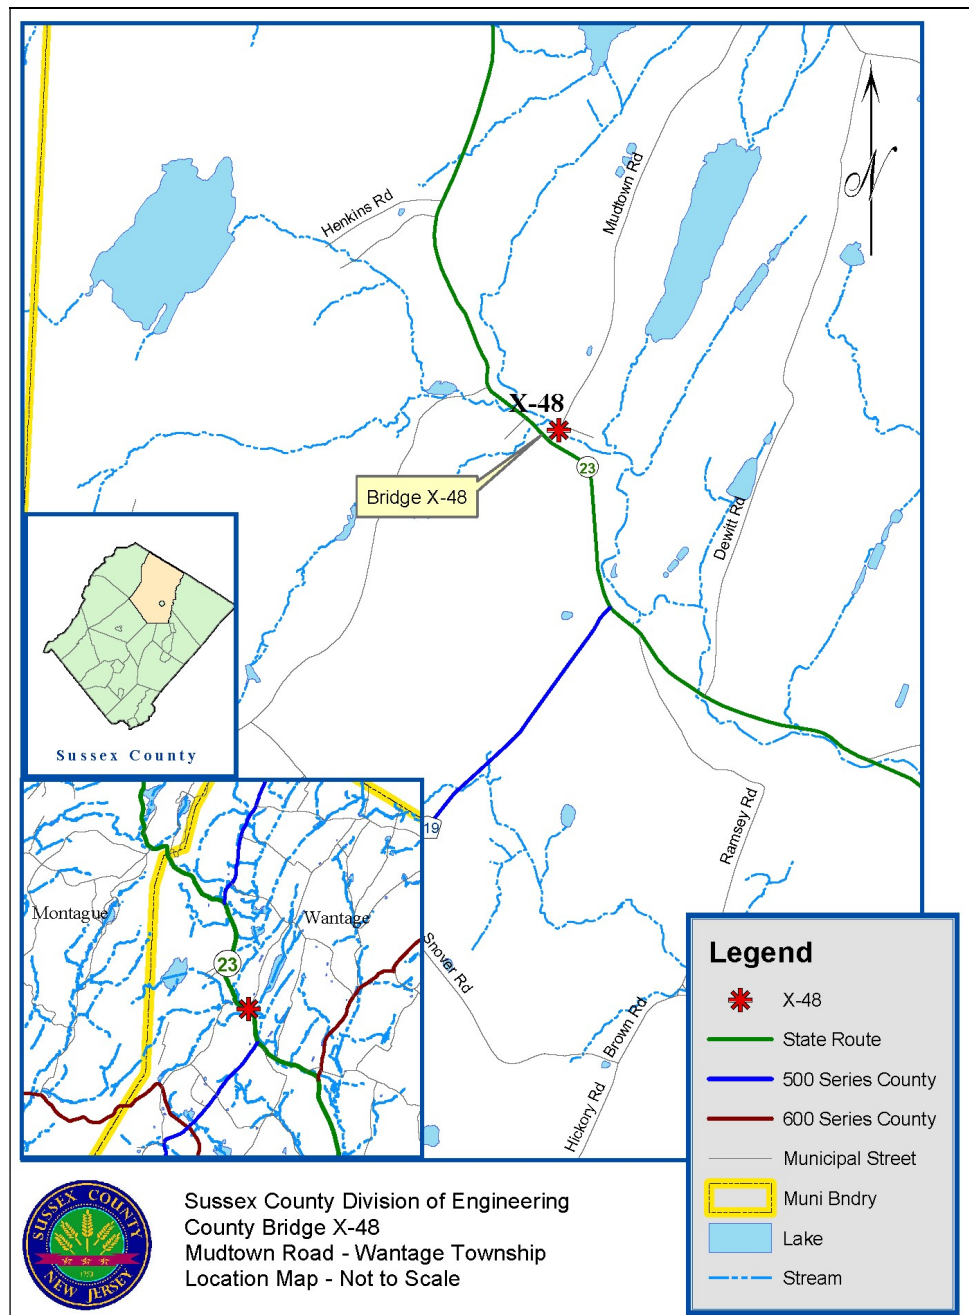 Henkins Rd
Mudtown Rd
N
X-48
23
Bridge X-48
Dewitt Rd
Sussex County
19
Ramsey Rd
Montague
Wantage
23
Snover Rd
Brown Rd
Hickory Rd
Legend
X-48
State Route
500 Series County
600 Series County
Municipal Street
Muni Bndry
Lake
Stream
SUSSEX COUNTY
1753
NEW JERSEY
Sussex County Division of Engineering
County Bridge X-48
Mudtown Road - Wantage Township
Location Map - Not to Scale